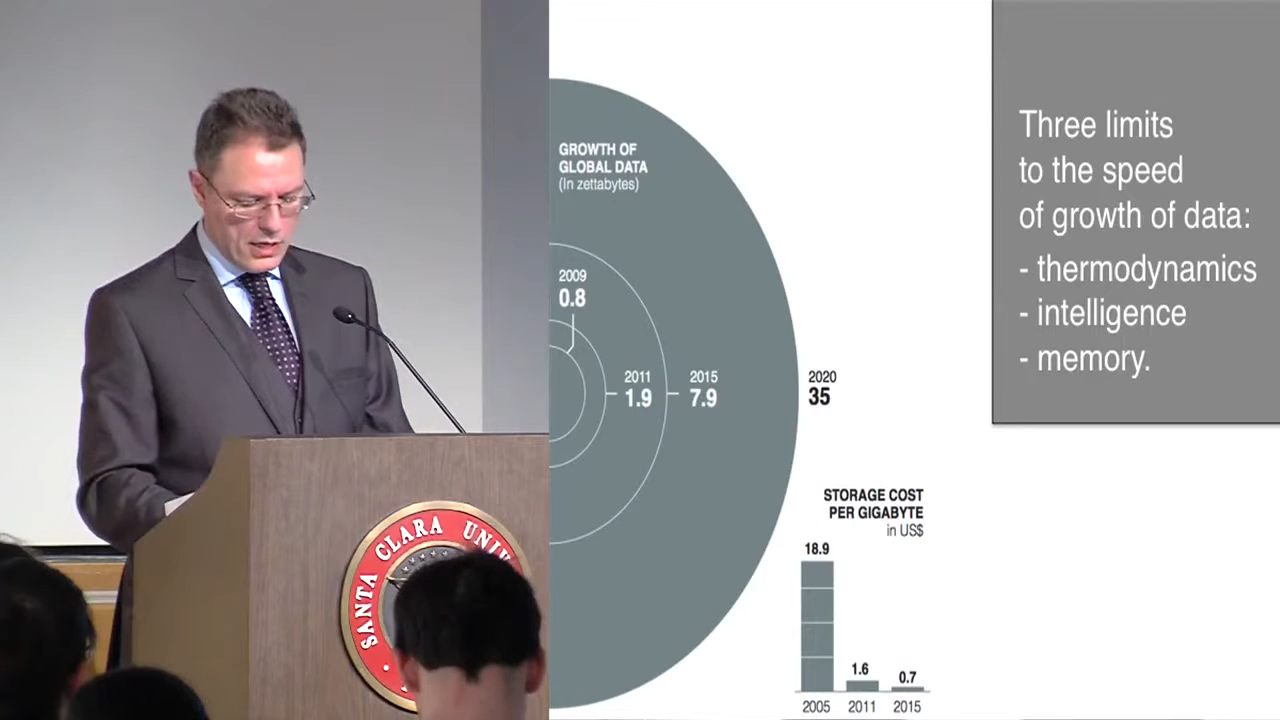 GROWTH OF
GLOBAL DATA
(In zettabytes)
2009
0.8
2011
1.9
2015
7.9
2020
35
Three limits
to the speed
of growth of data:
- thermodynamics
- intelligence
- memory.
STORAGE COST
PER GIGABYTE
in US$
18.9
1.6
0.7
2005 2011 2015
SANTA CLARA